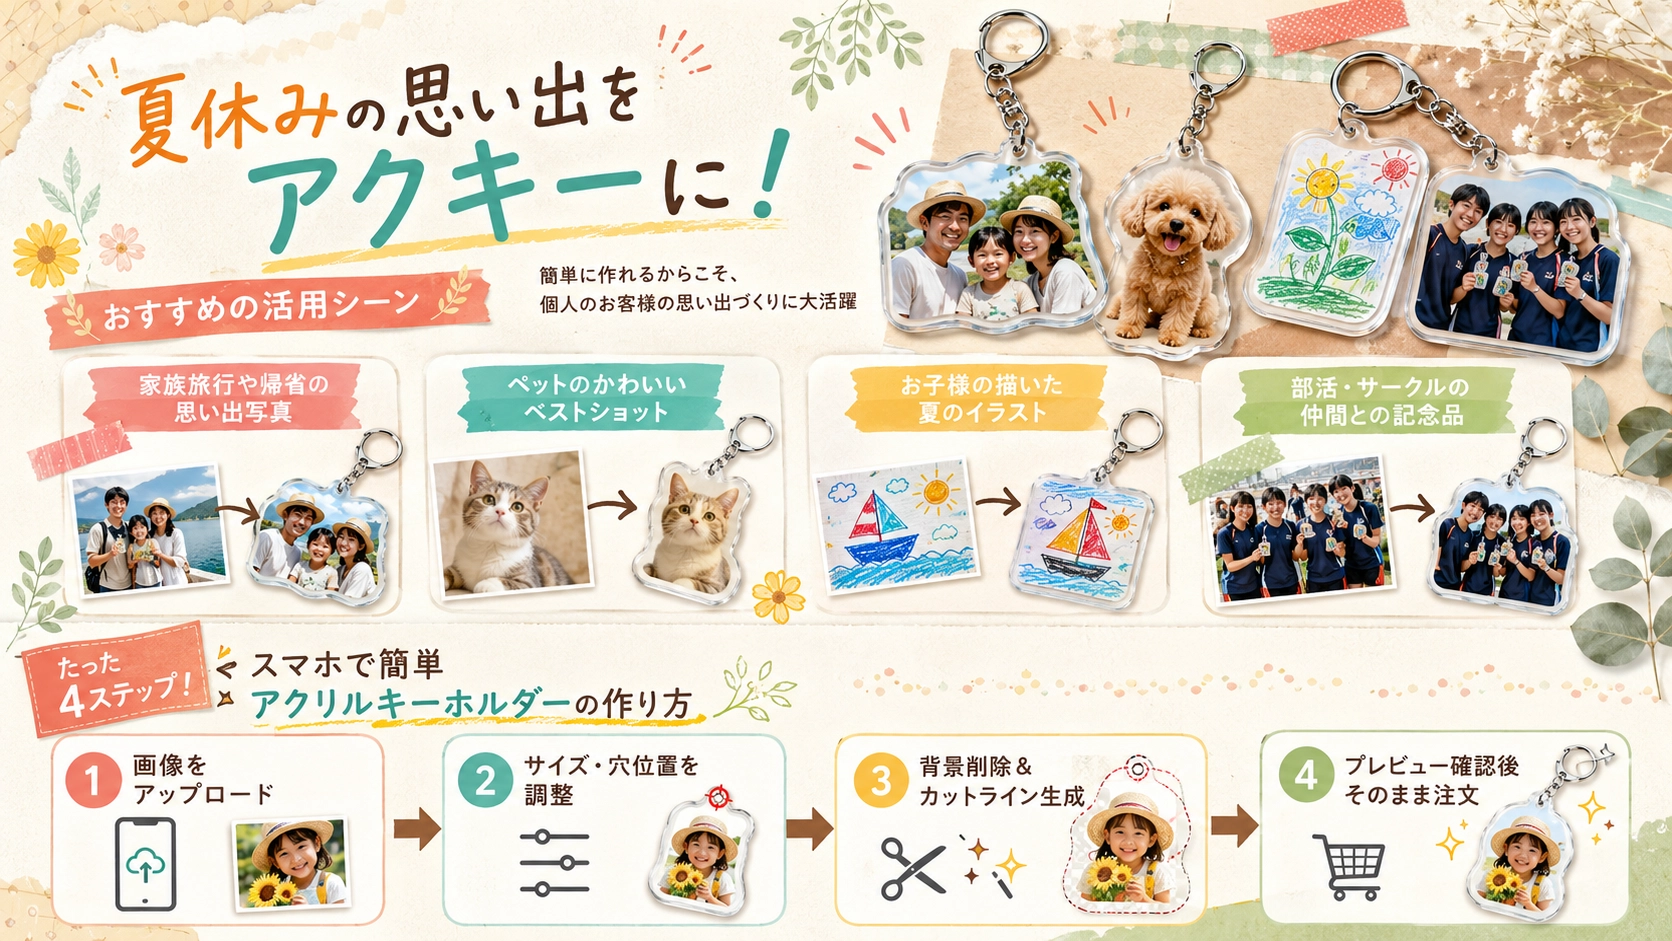 夏休みの思い出を
アクキーに!
おすすめの活用シーン
簡単に作れるからこそ、
個人のお客様の思い出づくりに大活躍
家族旅行や帰省の
思い出写真
ペットのかわいい
ベストショット
お子様の描いた
夏のイラスト
部活・サークルの
仲間との記念品
たった
4ステップ!
スマホで簡単
アクリルキーホルダーの作り方
1 画像を
アップロード
2 サイズ・穴位置を
調整
3 背景削除&
カットライン生成
4 プレビュー確認後
そのまま注文